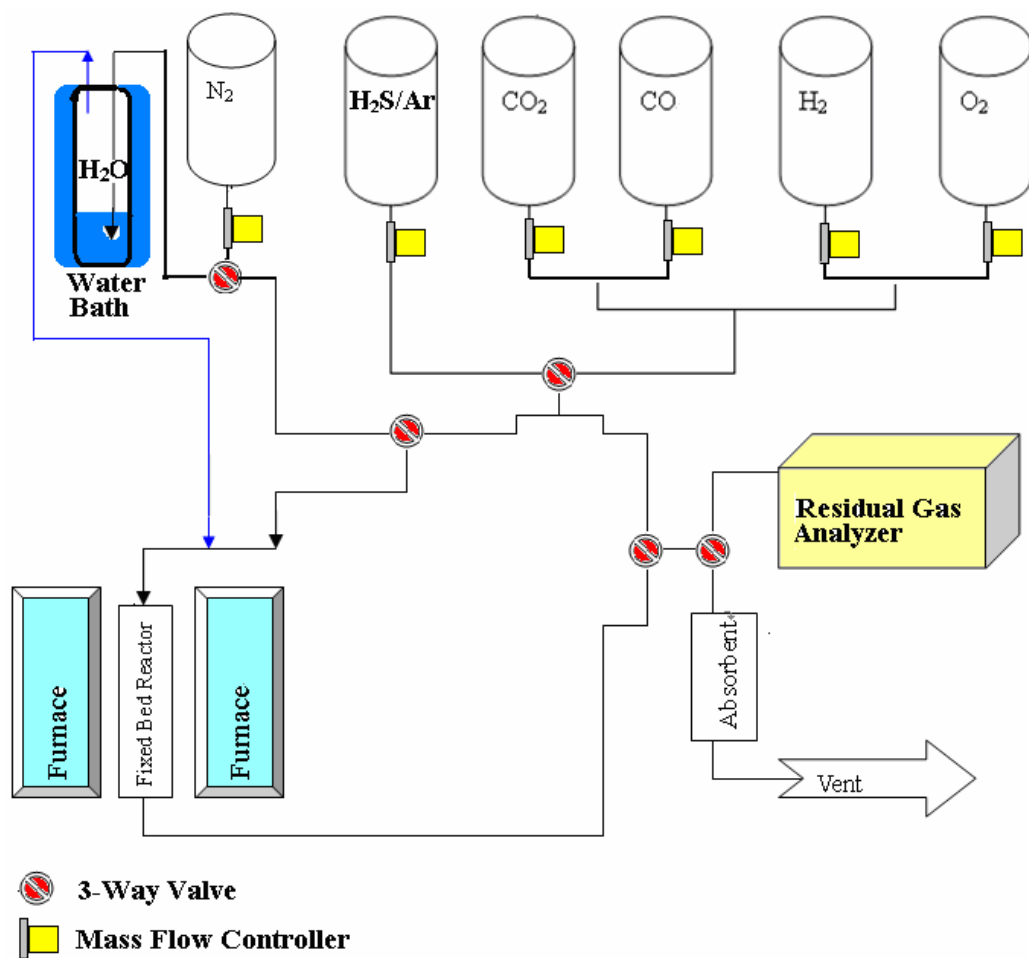 N₂
H₂S/Ar
CO₂
CO
H₂
O₂
H₂O
Water
Bath
Residual Gas
Analyzer
Furnace
Fixed Bed Reactor
Furnace
Absorbent
Vent
3-Way Valve
Mass Flow Controller